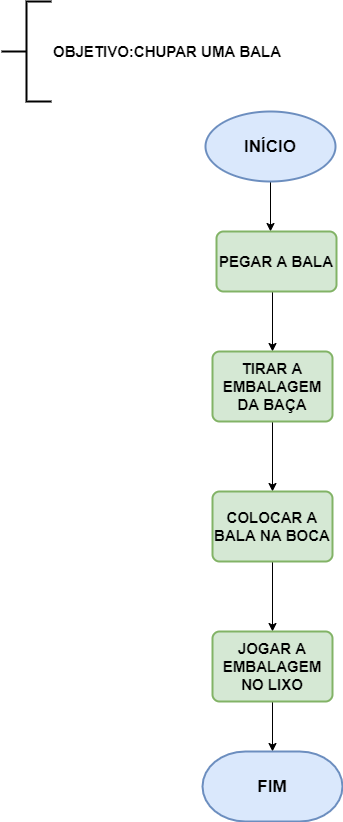 OBJETIVO:CHUPAR UMA BALA
INÍCIO
PEGAR A BALA
TIRAR A
EMBALAGEM
DA BAÇA
COLOCAR A
BALA NA BOCA
JOGAR A
EMBALAGEM
NO LIXO
FIM